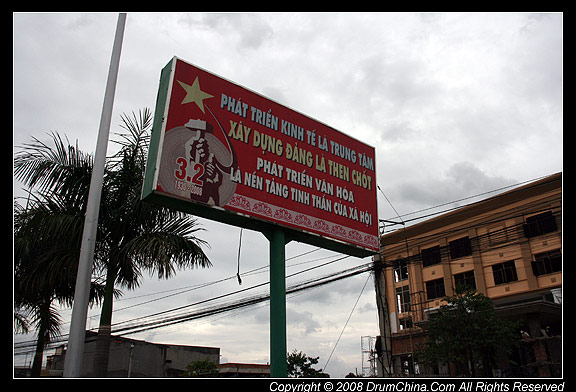 PHÁT TRIỂN KINH TẾ LÀ TRUNG TÂM
XÂY DỰNG ĐẢNG LÀ THEN CHỐT
PHÁT TRIỂN VĂN HÓA
LÀ NỀN TẢNG TINH THẦN CỦA XÃ HỘI
3.2
Copyright © 2008 @ DrumChina.Com All Rights Reserved